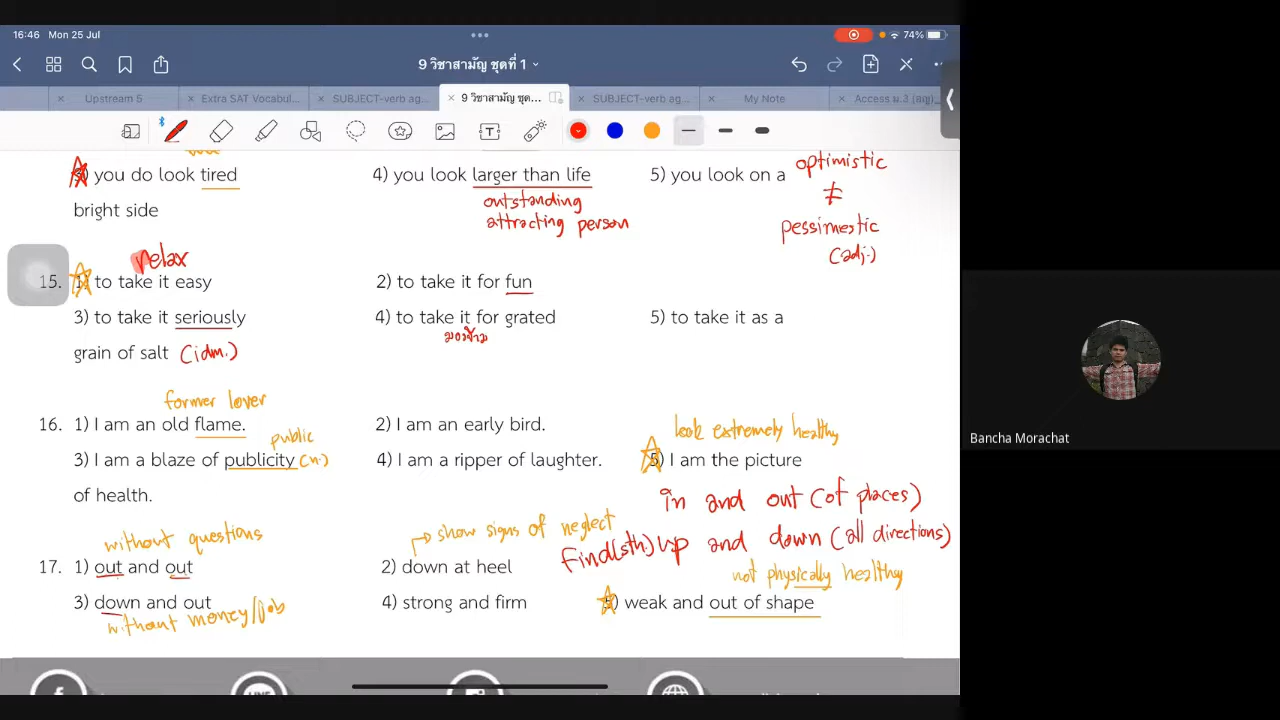 16:46 Mon 25 Jul
74%
9 วิชาสามัญ ชุดที่ 1
Upstream 5
Extra SAT Vocabul...
SUBJECT-verb ag...
9 วิชาสามัญ ชุด...
SUBJECT-verb ag...
My Note
Access ม.3 (สญ)_
optimistic
3) you do look tired 4) you look larger than life 5) you look on a
outstanding
≠
bright side
attracting person
pessimestic
(adj.)
relax
15. 1) to take it easy 2) to take it for fun
3) to take it seriously 4) to take it for grated 5) to take it as a
มองข้าม
grain of salt (idm.)
former lover
16. 1) I am an old flame. 2) I am an early bird.
look extremely healthy
public
3) I am a blaze of publicity (n.) 4) I am a ripper of laughter. 5) I am the picture
of health.
in and out (of places)
without questions
show signs of neglect
find(sth.) up and down (all directions)
17. 1) out and out 2) down at heel
not physically healthy
3) down and out 4) strong and firm 5) weak and out of shape
without money/job
LINE
Bancha Morachat